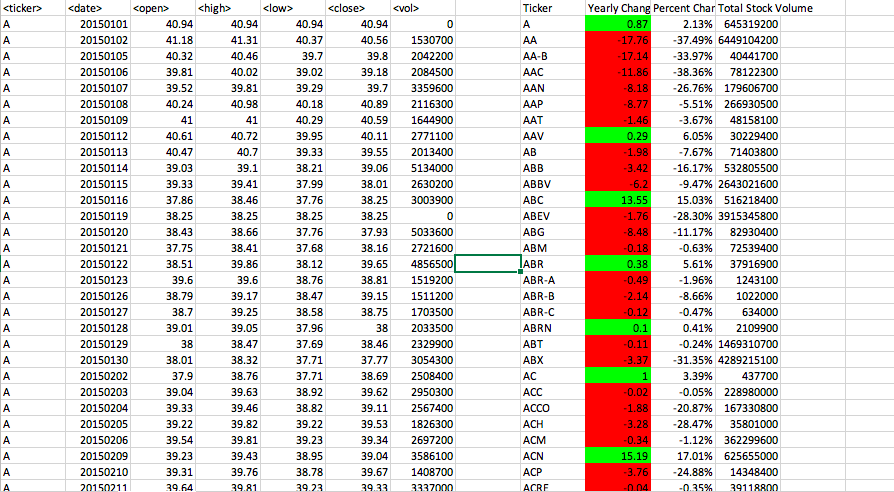 <ticker> <date> <open> <high> <low> <close> <vol> Ticker Yearly Chang Percent Char Total Stock Volume
A 20150101 40.94 40.94 40.94 40.94 0 A 0.87 2.13% 645319200
A 20150102 41.18 41.31 40.37 40.56 1530700 AA -17.76 -37.49% 6449104200
A 20150105 40.32 40.46 39.7 39.8 2042200 AA-B -17.14 -33.97% 40441700
A 20150106 39.81 40.02 39.02 39.18 2084500 AAC -11.86 -38.36% 78122300
A 20150107 39.52 39.81 39.29 39.7 3359600 AAN -8.18 -26.76% 179606700
A 20150108 40.24 40.98 40.18 40.89 2116300 AAP -8.77 -5.51% 266930500
A 20150109 41 41 40.29 40.59 1644900 AAT -1.46 -3.67% 48158100
A 20150112 40.61 40.72 39.95 40.11 2771100 AAV 0.29 6.05% 30229400
A 20150113 40.47 40.7 39.33 39.55 2013400 AB -1.98 -7.67% 71403800
A 20150114 39.03 39.1 38.21 39.06 5134000 ABB -3.42 -16.17% 532805500
A 20150115 39.33 39.41 37.99 38.01 2630200 ABBV -6.2 -9.47% 2643021600
A 20150116 37.86 38.46 37.76 38.25 3003900 ABC 13.55 15.03% 516218400
A 20150119 38.25 38.25 38.25 38.25 0 ABEV -1.76 -28.30% 3915345800
A 20150120 38.43 38.66 37.76 37.93 5033600 ABG -8.48 -11.17% 82930400
A 20150121 37.75 38.41 37.68 38.16 2721600 ABM -0.18 -0.63% 72539400
A 20150122 38.51 39.86 38.12 39.65 4856500 ABR 0.38 5.61% 37916900
A 20150123 39.6 39.6 38.76 38.81 1519200 ABR-A -0.49 -1.96% 1243100
A 20150126 38.79 39.17 38.47 39.15 1511200 ABR-B -2.14 -8.66% 1022000
A 20150127 38.7 39.25 38.58 38.75 1703500 ABR-C -0.12 -0.47% 634000
A 20150128 39.01 39.05 37.96 38 2033500 ABRN 0.1 0.41% 2109900
A 20150129 38 38.47 37.69 38.46 2329900 ABT -0.11 -0.24% 1469310700
A 20150130 38.01 38.32 37.71 37.77 3054300 ABX -3.37 -31.35% 4289215100
A 20150202 37.9 38.76 37.71 38.69 2508400 AC 1 3.39% 437700
A 20150203 39.04 39.63 38.92 39.62 2950300 ACC -0.02 -0.05% 228980000
A 20150204 39.33 39.46 38.82 39.11 2567400 ACCO -1.88 -20.87% 167330800
A 20150205 39.22 39.82 39.22 39.53 1826300 ACH -3.28 -28.47% 35801000
A 20150206 39.54 39.81 39.23 39.34 2697200 ACM -0.34 -1.12% 362299600
A 20150209 39.23 39.43 38.95 39.04 3586100 ACN 15.19 17.01% 625655000
A 20150210 39.31 39.76 38.78 39.67 1408700 ACP -3.76 -24.88% 14348400
A 20150211 39.64 39.81 39.23 39.33 3337000 ACRE -0.04 -0.35% 39118800